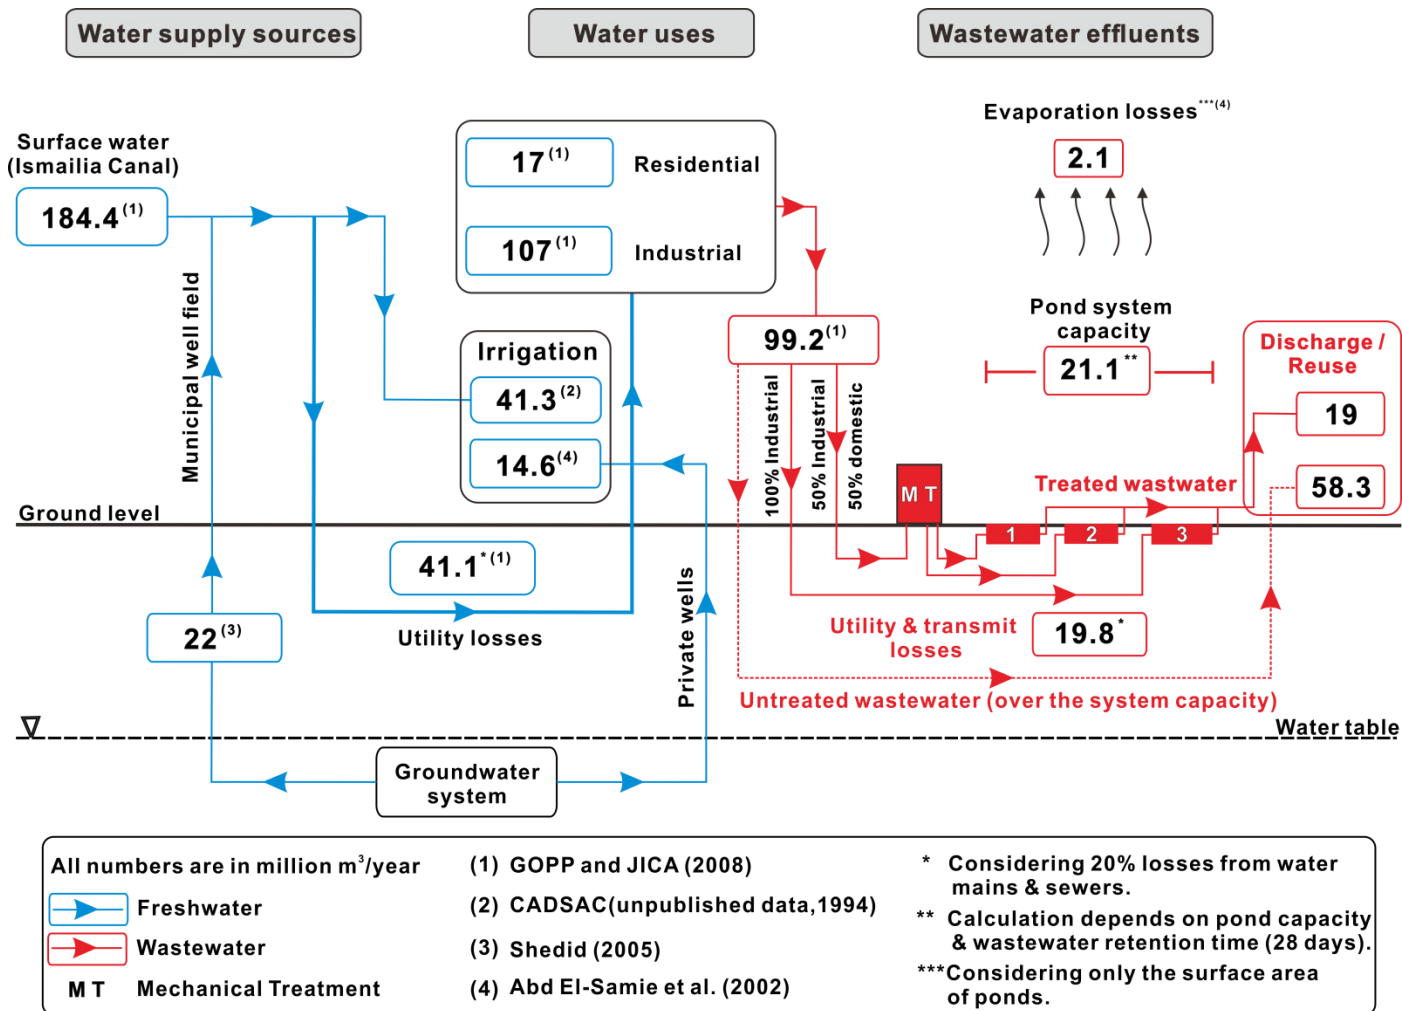 Water supply sources
Water uses
Wastewater effluents
Surface water
(Ismailia Canal)
184.4(1)
Municipal well field
22(3)
Ground level
17(1) Residential
107(1) Industrial
Irrigation
41.3(2)
14.6(4)
41.1*(1)
Utility losses
Private wells
Groundwater
system
Evaporation losses***(4)
2.1
Pond system
capacity
21.1**
99.2(1)
100% Industrial
50% Industrial
50% domestic
M T
1
2
3
Treated wastwater
Discharge /
Reuse
19
58.3
Utility & transmit
losses
19.8*
Untreated wastewater (over the system capacity)
Water table
All numbers are in million m3/year
Freshwater
Wastewater
M T Mechanical Treatment
(1) GOPP and JICA (2008)
(2) CADSAC(unpublished data,1994)
(3) Shedid (2005)
(4) Abd El-Samie et al. (2002)
* Considering 20% losses from water
mains & sewers.
** Calculation depends on pond capacity
& wastewater retention time (28 days).
***Considering only the surface area
of ponds.